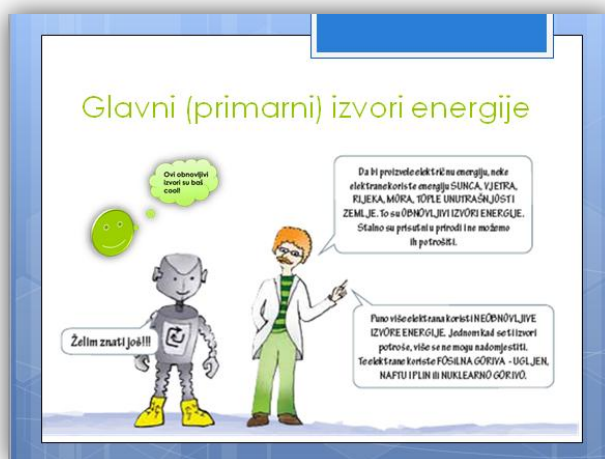 Glavni (primarni) izvori energije
Ovi obnovljivi
izvori su baš
cool!
Da bi proizvele električnu energiju, neke
elektrane koriste energiju SUNCA, VJETRA,
RIJEKA, MORA, TOPLE UNUTRAŠNJOSTI
ZEMLJE. To su OBNOVLJIVI IZVORI ENERGIJE.
Stalno su prisutni u prirodi i ne možemo
ih potrošiti.
Želim znati još!!!
Puno više elektrana koristi NEOBNOVLJIVE
IZVORE ENERGIJE. Jednom kad se ti izvori
potroše, više se ne mogu nadomjestiti.
Te elektrane koriste FOSILNA GORIVA - UGLJEN,
NAFTU I PLIN ili NUKLEARNO GORIVO.